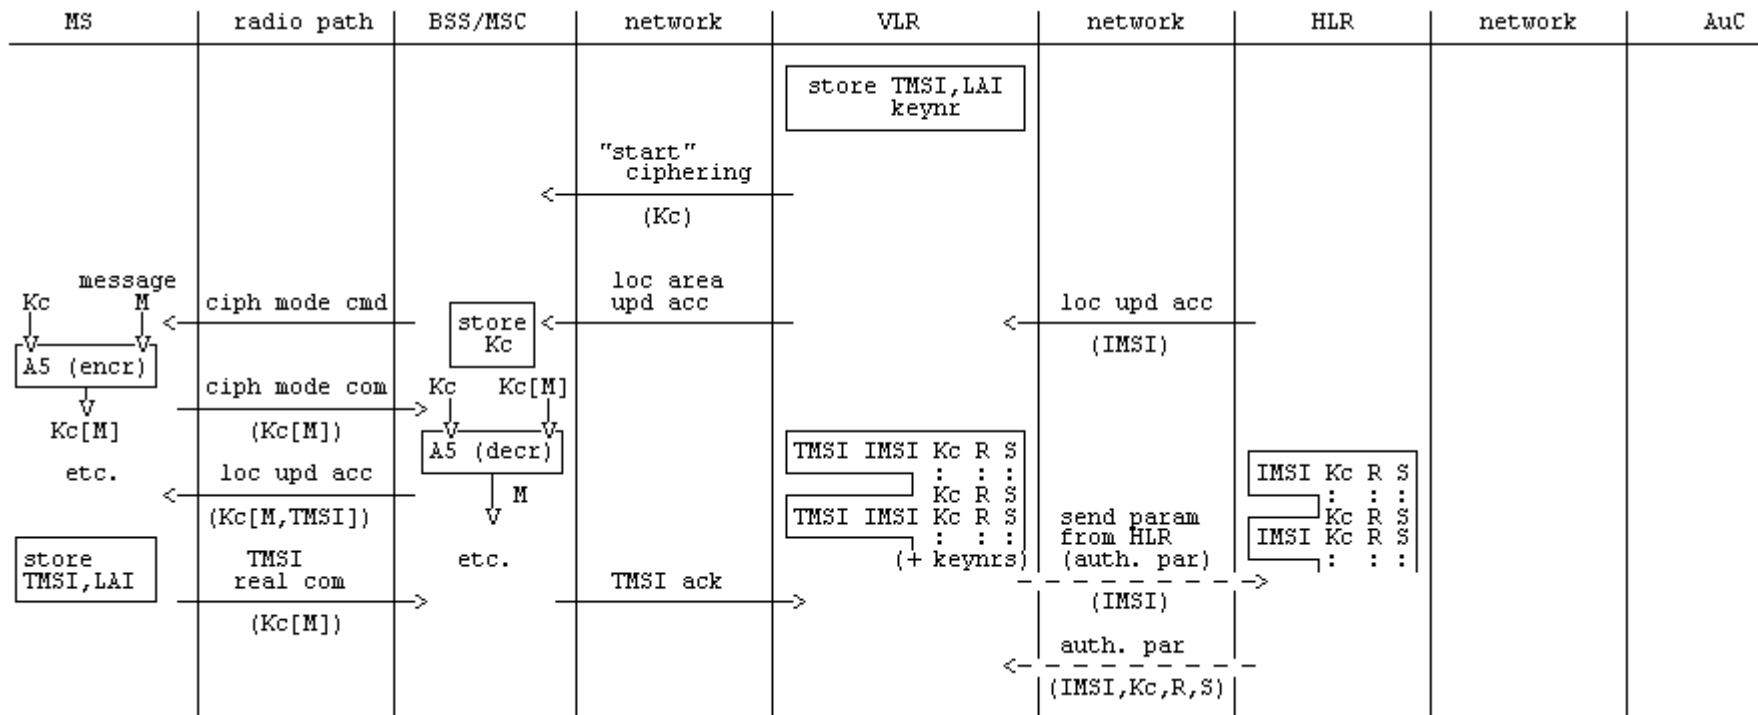 MS radio path BSS/MSC network VLR network HLR network AuC
store TMSI,LAI
keynr
"start"
ciphering
(Kc)
message
Kc M
ciph mode cmd
store
Kc
loc area
upd acc
loc upd acc
(IMSI)
A5 (encr)
Kc[M]
etc.
ciph mode com
(Kc[M])
Kc Kc[M]
A5 (decr)
M
etc.
loc upd acc
(Kc[M,TMSI])
TMSI IMSI Kc R S
: : :
Kc R S
TMSI IMSI Kc R S
: : :
(+ keynrs)
send param
from HLR
(auth. par)
(IMSI)
IMSI Kc R S
: : :
Kc R S
IMSI Kc R S
: : :
store
TMSI,LAI
TMSI
real com
(Kc[M])
TMSI ack
auth. par
(IMSI,Kc,R,S)